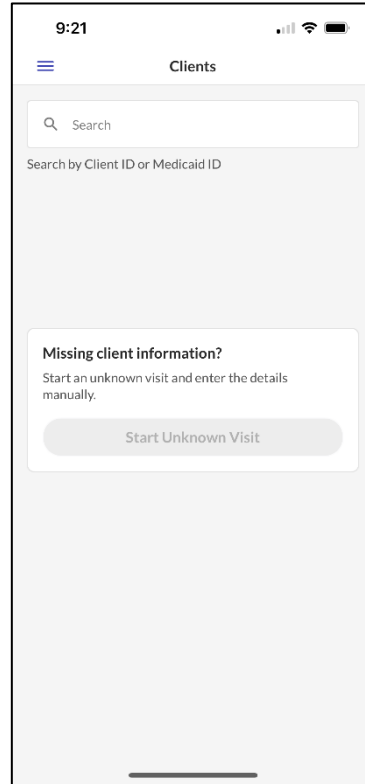 9:21
Clients
Search
Search by Client ID or Medicaid ID
Missing client information?
Start an unknown visit and enter the details
manually.
Start Unknown Visit